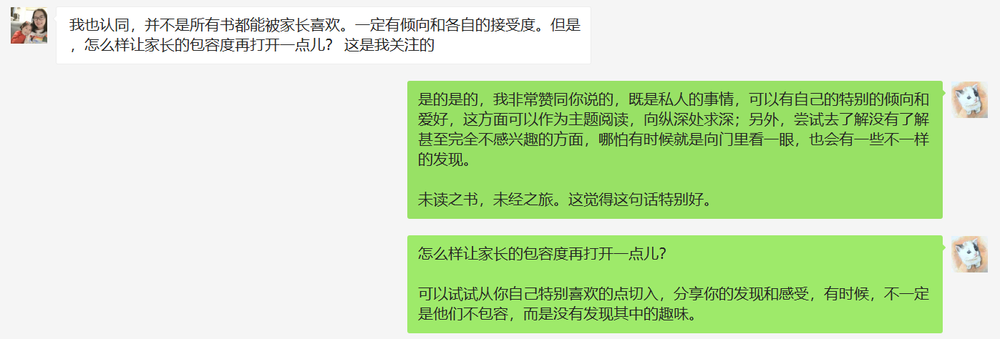 我也认同，并不是所有书都能被家长喜欢。一定有倾向和各自的接受度。但是
，怎么样让家长的包容度再打开一点儿？ 这是我关注的
是的是的，我非常赞同你说的，既是私人的事情，可以有自己的特别的倾向和
爱好，这方面可以作为主题阅读，向纵深处求深；另外，尝试去了解没有了解
甚至完全不感兴趣的方面，哪怕有时候就是向门里看一眼，也会有一些不一样
的发现。
未读之书，未经之旅。这觉得这句话特别好。
怎么样让家长的包容度再打开一点儿？
可以试试从你自己特别喜欢的点切入，分享你的发现和感受，有时候，不一定
是他们不包容，而是没有发现其中的趣味。